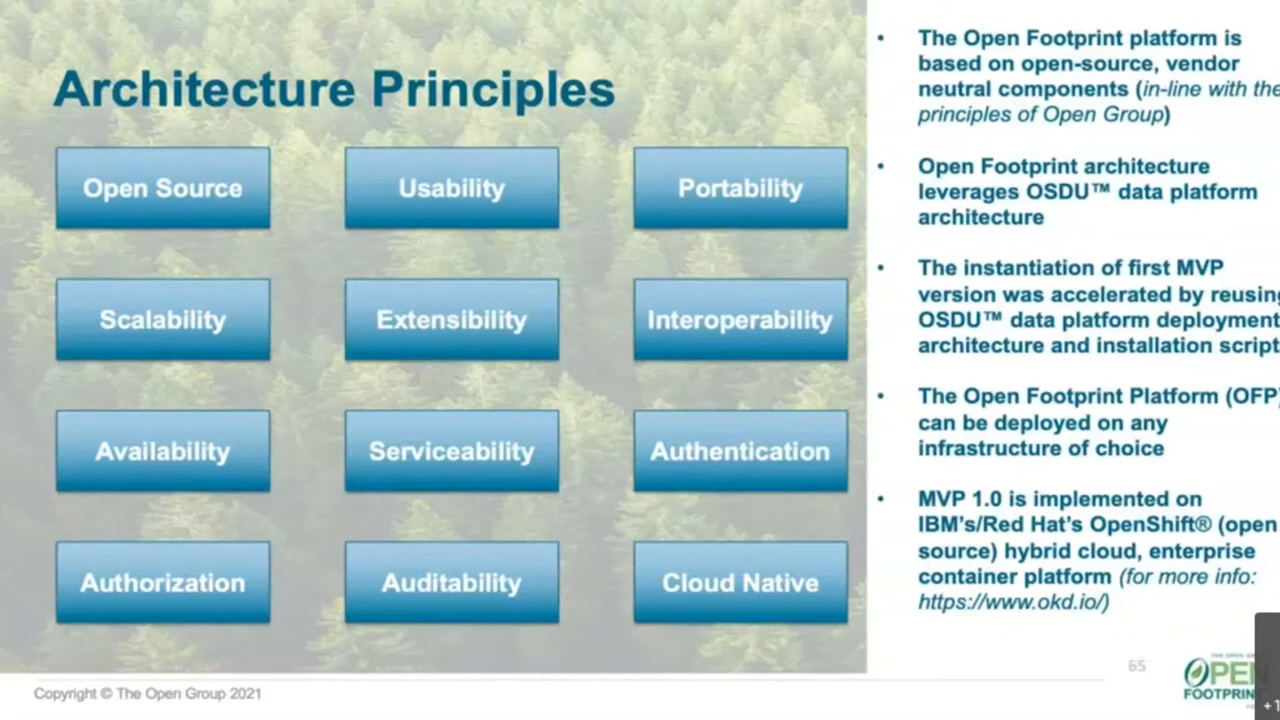 Architecture Principles
Open Source
Usability
Portability
Scalability
Extensibility
Interoperability
Availability
Serviceability
Authentication
Authorization
Auditability
Cloud Native
• The Open Footprint platform is
based on open-source, vendor
neutral components (in-line with the
principles of Open Group)
• Open Footprint architecture
leverages OSDU™ data platform
architecture
• The instantiation of first MVP
version was accelerated by reusing
OSDU™ data platform deployment
architecture and installation script
• The Open Footprint Platform (OFP)
can be deployed on any
infrastructure of choice
• MVP 1.0 is implemented on
IBM's/Red Hat's OpenShift® (open
source) hybrid cloud, enterprise
container platform (for more info:
https://www.okd.io/)
65
Copyright © The Open Group 2021
OPEN
FOOTPRIN
+1